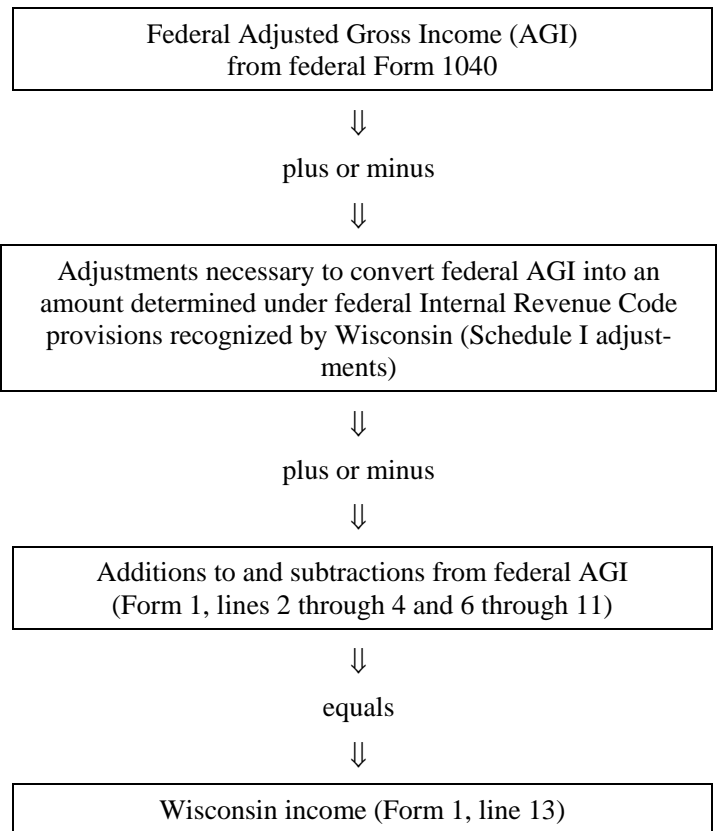 Federal Adjusted Gross Income (AGI)
from federal Form 1040
⇓
plus or minus
⇓
Adjustments necessary to convert federal AGI into an
amount determined under federal Internal Revenue Code
provisions recognized by Wisconsin (Schedule I adjust-
ments)
⇓
plus or minus
⇓
Additions to and subtractions from federal AGI
(Form 1, lines 2 through 4 and 6 through 11)
⇓
equals
⇓
Wisconsin income (Form 1, line 13)